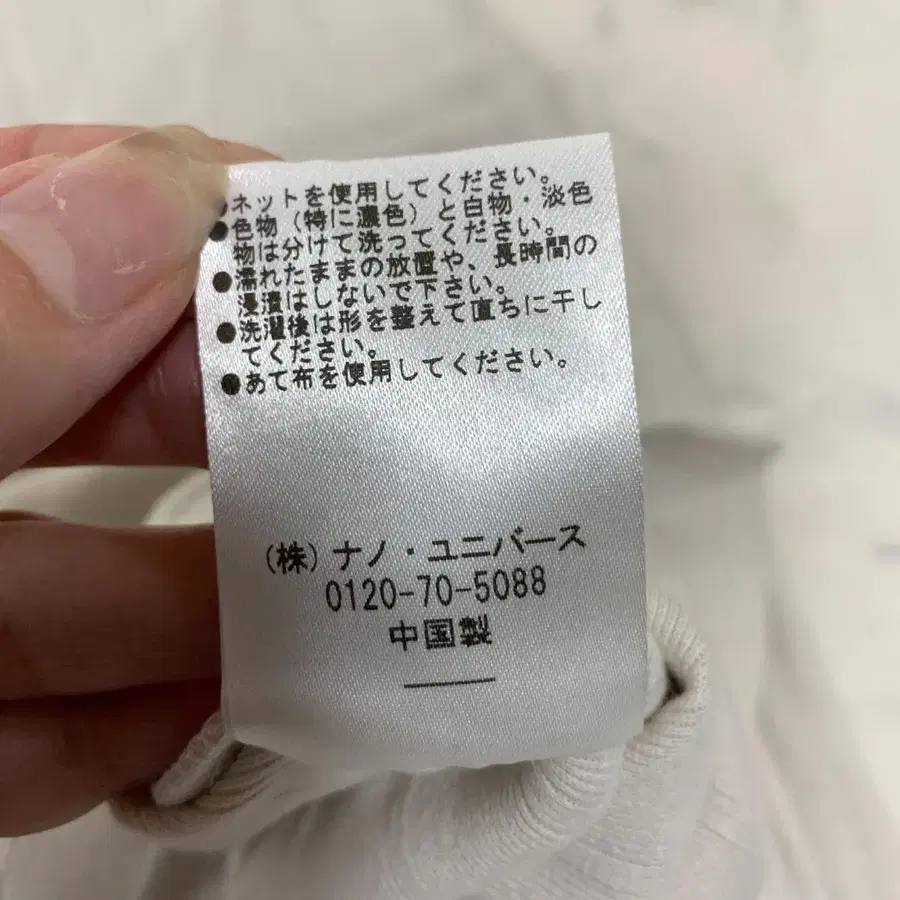 ●ネットを使用してください。
●色物(特に濃色)と白物・淡色
物は分けて洗ってください。
●濡れたままの放置や、長時間の
浸漬はしないで下さい。
●洗濯後は形を整えて直ちに干し
てください。
●あて布を使用してください。
(株)ナノ・ユニバース
0120-70-5088
中国製